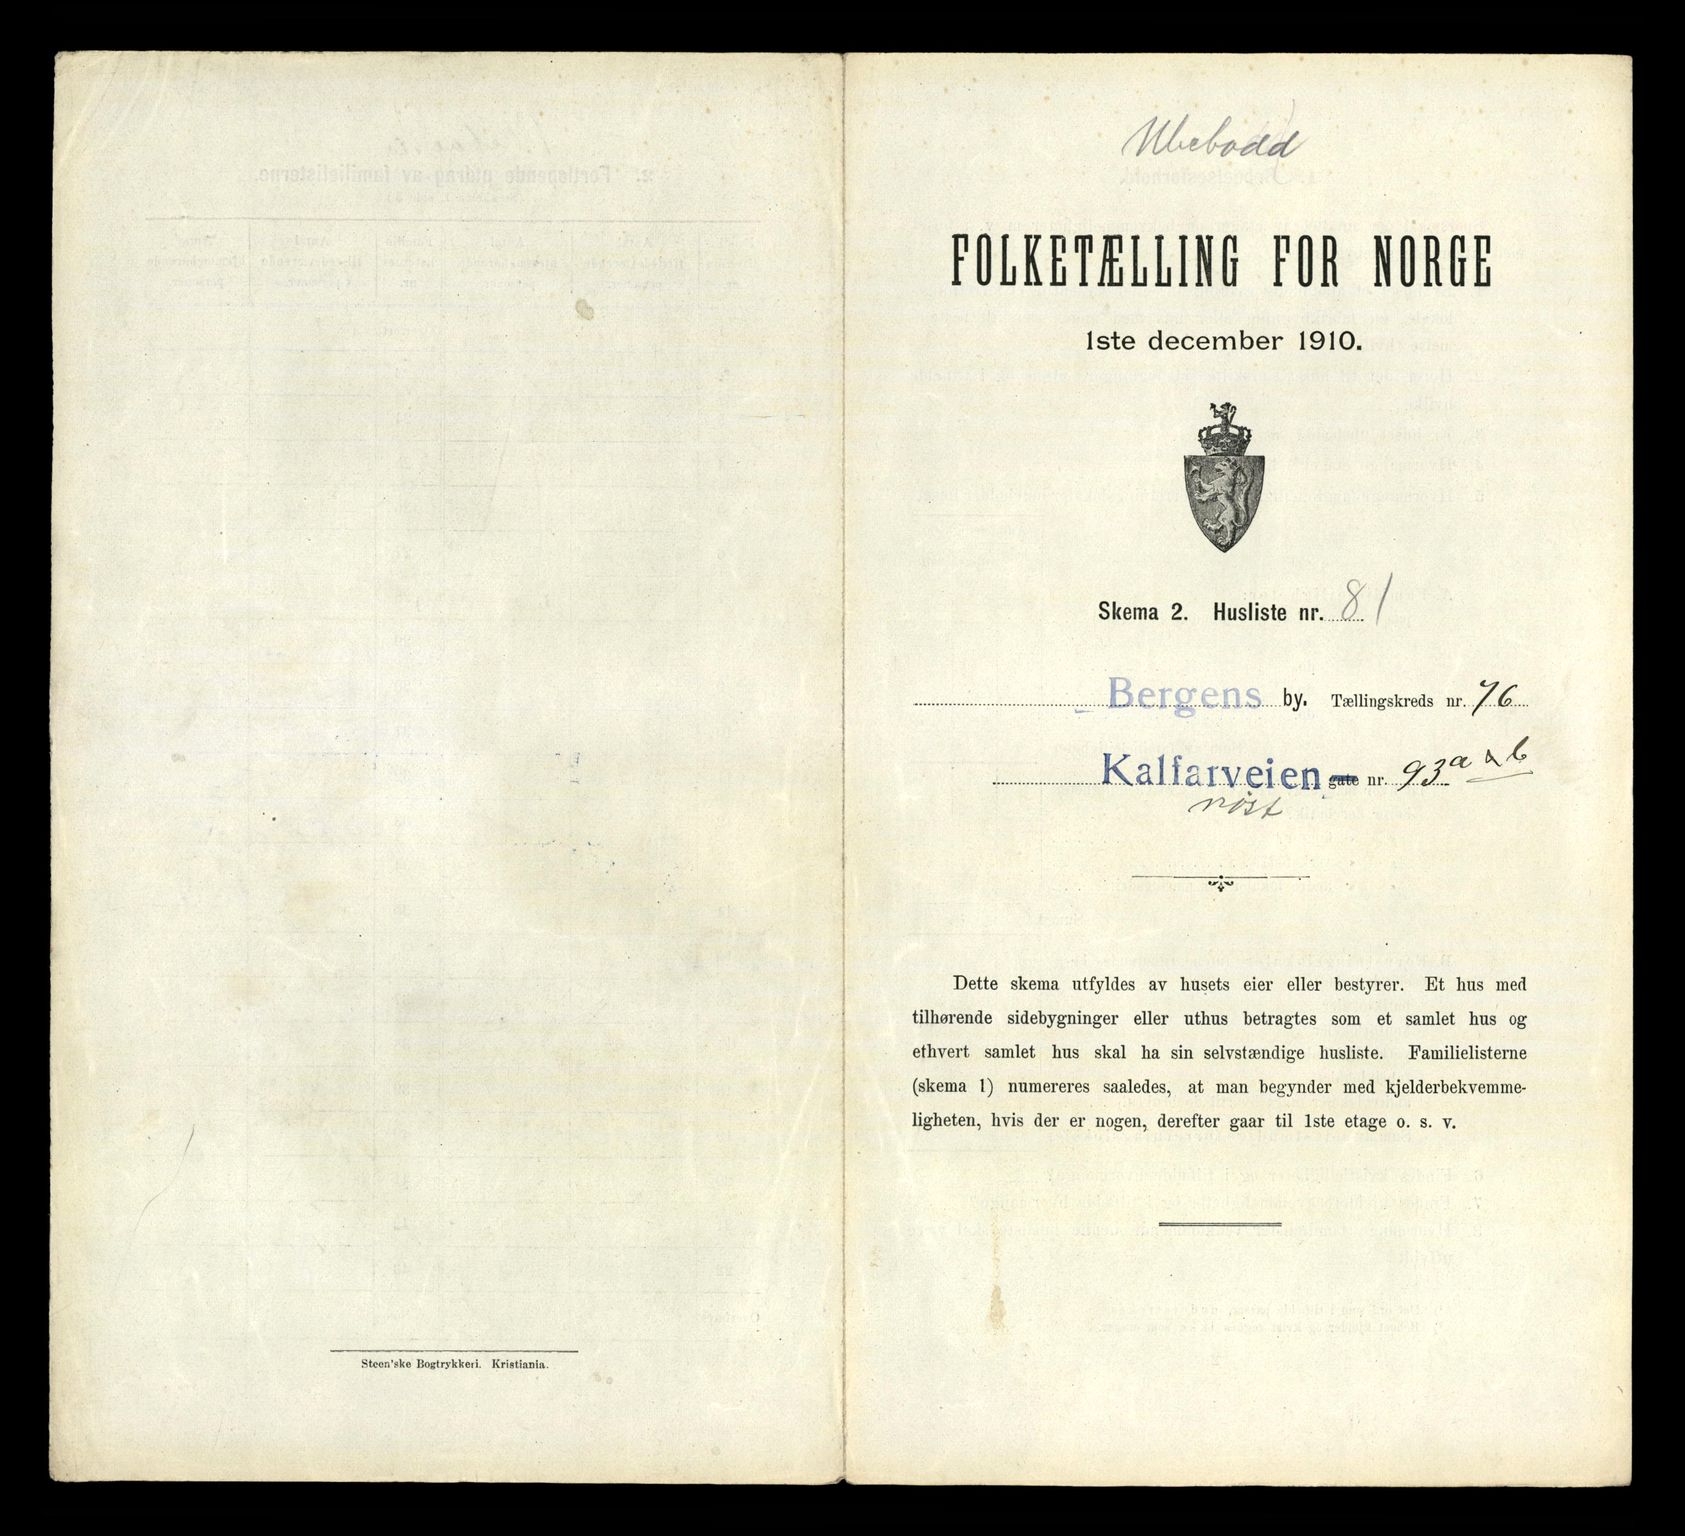 Ubebodd
FOLKETÆLLING FOR NORGE
1ste december 1910.
Skema 2. Husliste nr. 81
Bergens by. Tællingskreds nr. 76
Kalfarveien gate nr. 93 a & b
nøst
Dette skema utfyldes av husets eier eller bestyrer. Et hus med
tilhørende sidebygninger eller uthus betragtes som et samlet hus og
ethvert samlet hus skal ha sin selvstændige husliste. Familielisterne
(skema 1) numereres saaledes, at man begynder med kjelderbekvemme-
ligheten, hvis der er nogen, derefter gaar til 1ste etage o. s. v.
Steen'ske Bogtrykkeri. Kristiania.